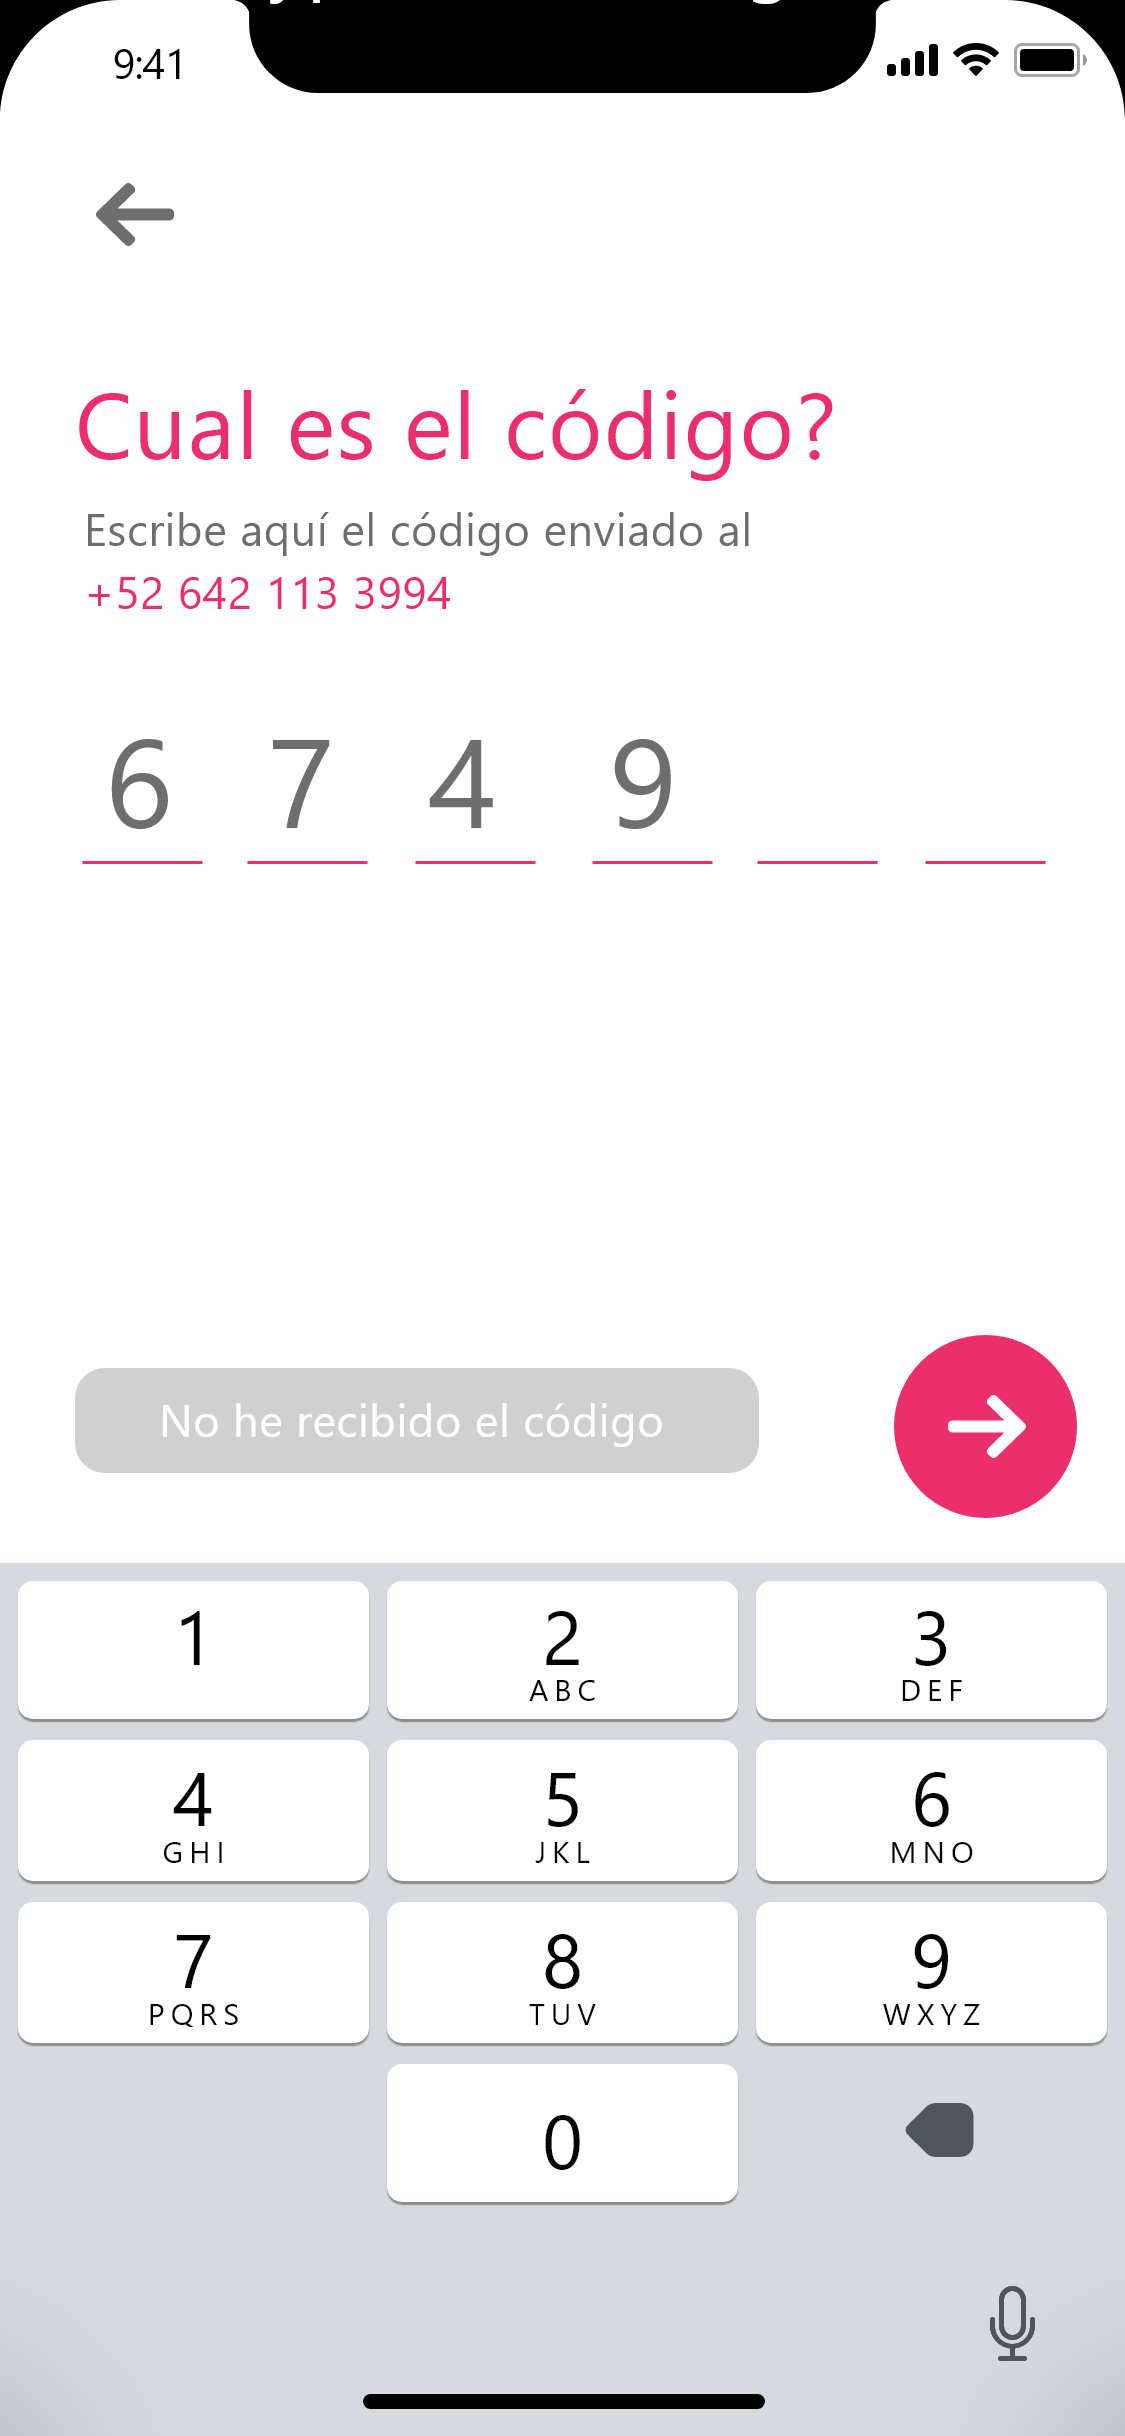 9:41
Cual es el código?
Escribe aquí el código enviado al
+52 642 113 3994
6 7 4 9
No he recibido el código
1 2 3
ABC DEF
4 5 6
GHI JKL MNO
7 8 9
PQRS TUV WXYZ
0